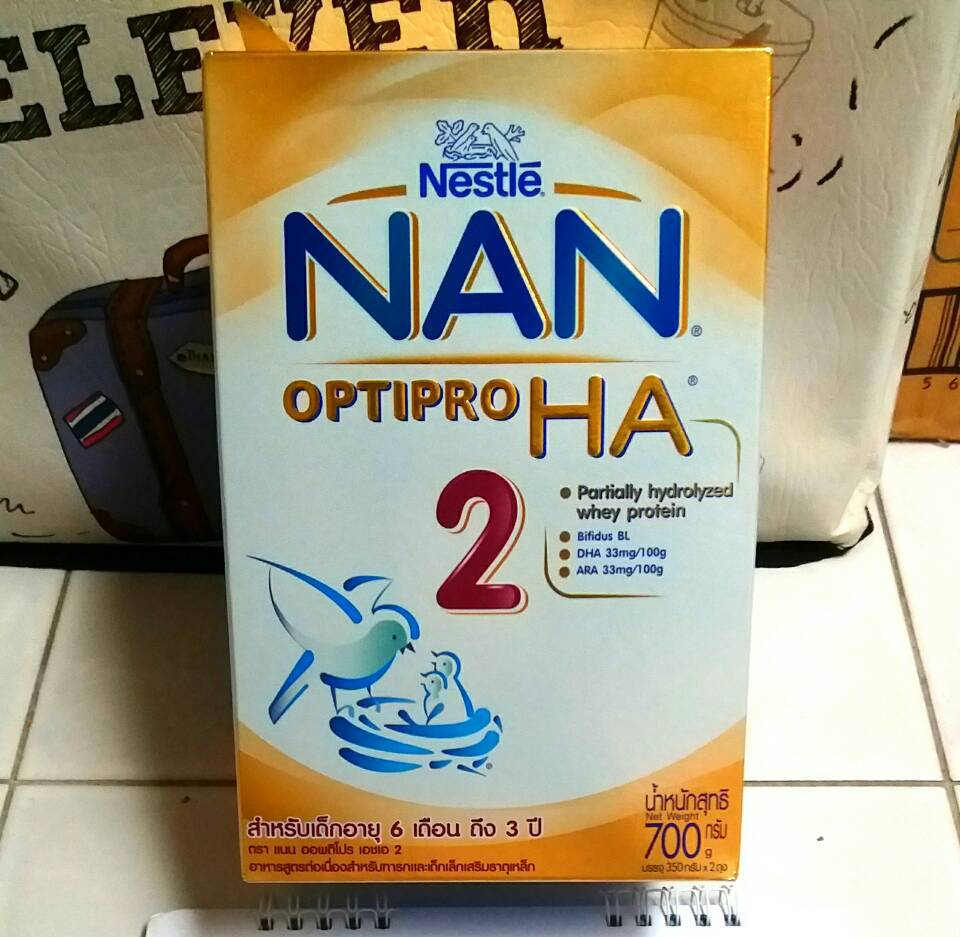 ELEVEN
Nestlé®
NAN®
OPTIPRO HA®
2
• Partially hydrolyzed
whey protein
• Bifidus BL
• DHA 33mg/100g
• ARA 33mg/100g
สำหรับเด็กอายุ 6 เดือน ถึง 3 ปี
ตรา แนน ออพติโปร เอชเอ 2
อาหารสูตรต่อเนื่องสำหรับทารกและเด็กเล็กเสริมธาตุเหล็ก
น้ำหนักสุทธิ
Net Weight
700 กรัม
g
บรรจุ 350 กรัม x 2 ถุง
5 6